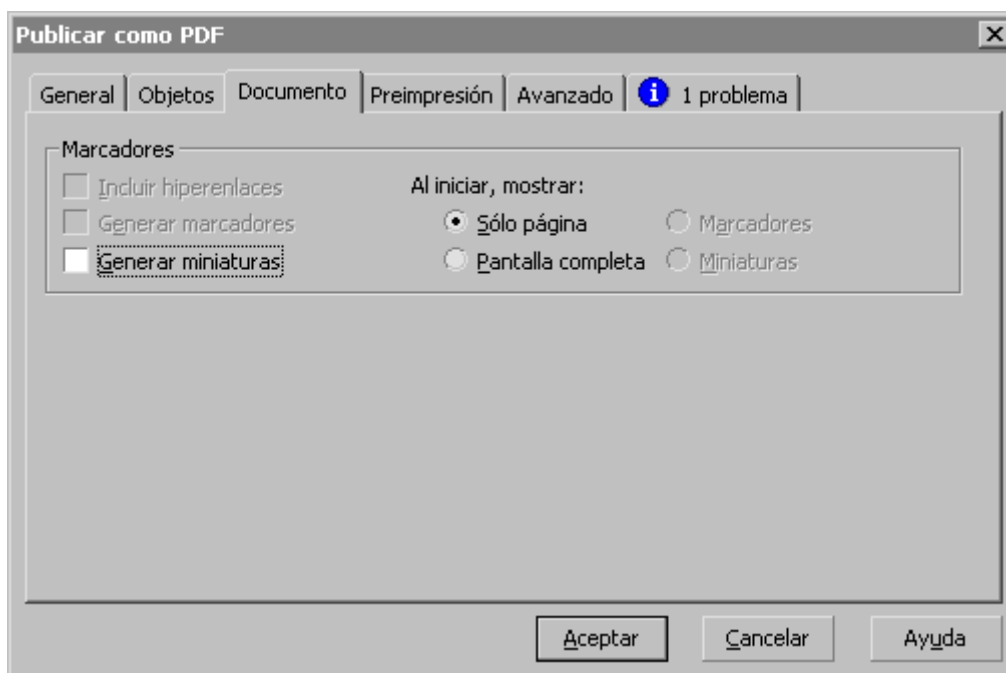 Publicar como PDF
General Objetos Documento Preimpresión Avanzado i 1 problema
Marcadores
Incluir hiperenlaces Al iniciar, mostrar:
Generar marcadores Sólo página Marcadores
Generar miniaturas Pantalla completa Miniaturas
Aceptar Cancelar Ayuda